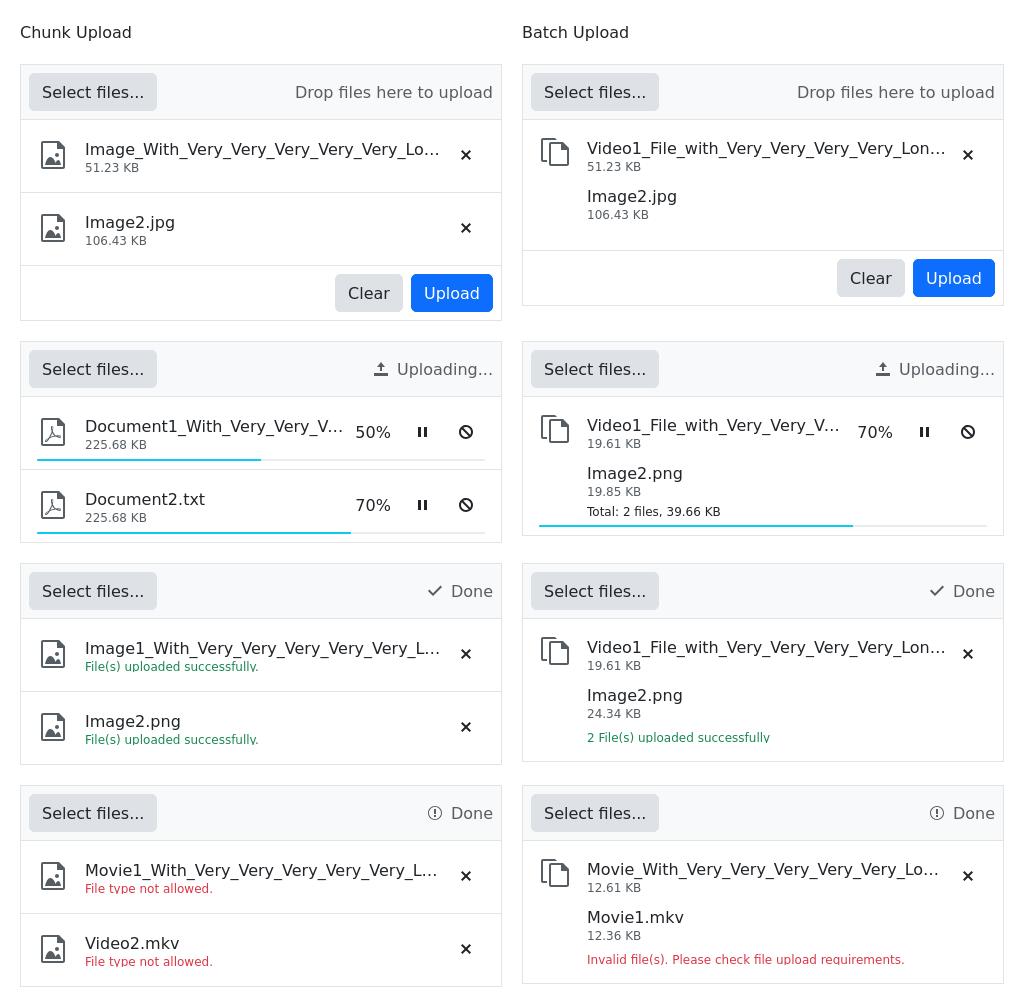 Chunk Upload
Select files...
Drop files here to upload
Image_With_Very_Very_Very_Very_Very_Lo...
51.23 KB
Image2.jpg
106.43 KB
Clear
Upload
Select files...
Uploading...
Document1_With_Very_Very_V...
50%
225.68 KB
Document2.txt
70%
225.68 KB
Select files...
Done
Image1_With_Very_Very_Very_Very_Very_L...
File(s) uploaded successfully.
Image2.png
File(s) uploaded successfully.
Select files...
Done
Movie1_With_Very_Very_Very_Very_Very_L...
File type not allowed.
Video2.mkv
File type not allowed.
Batch Upload
Select files...
Drop files here to upload
Video1_File_with_Very_Very_Very_Very_Lon...
51.23 KB
Image2.jpg
106.43 KB
Clear
Upload
Select files...
Uploading...
Video1_File_with_Very_Very_V...
70%
19.61 KB
Image2.png
19.85 KB
Total: 2 files, 39.66 KB
Select files...
Done
Video1_File_with_Very_Very_Very_Very_Lon...
19.61 KB
Image2.png
24.34 KB
2 File(s) uploaded successfully
Select files...
Done
Movie_With_Very_Very_Very_Very_Very_Lo...
12.61 KB
Movie1.mkv
12.36 KB
Invalid file(s). Please check file upload requirements.